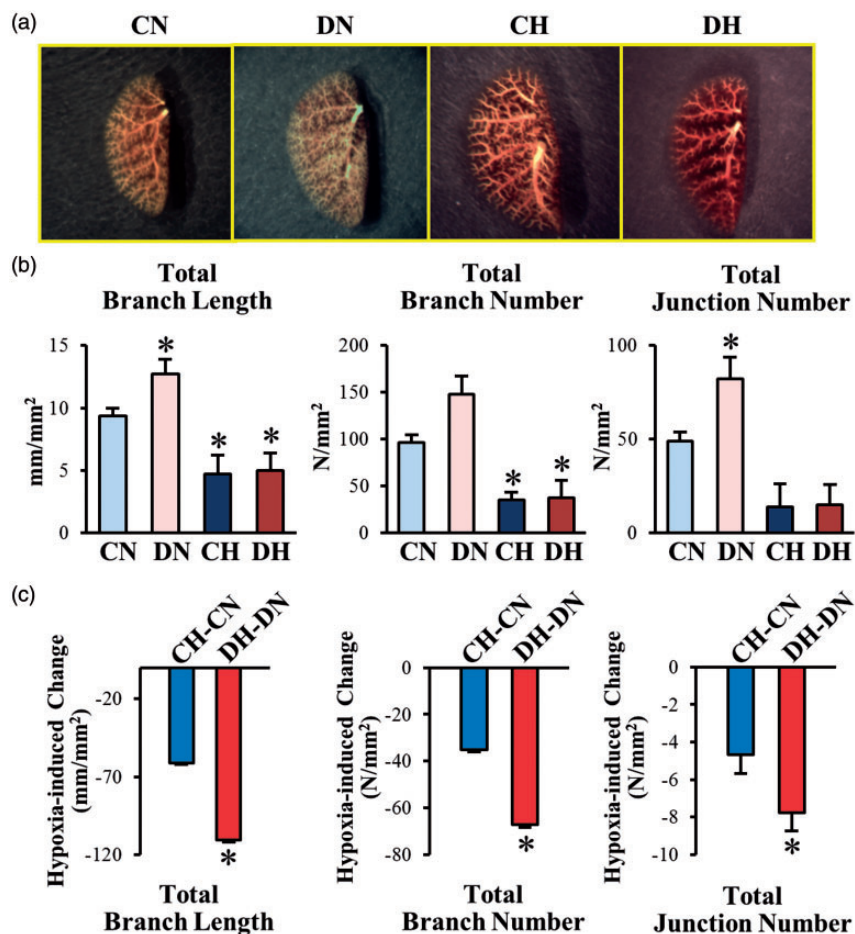 (a)
CN DN CH DH
(b)
Total
Branch Length
Total
Branch Number
Total
Junction Number
mm/mm²
15
10
5
0
*
*
*
CN DN CH DH
N/mm²
200
150
100
50
0
*
*
CN DN CH DH
N/mm²
100
50
0
*
CN DN CH DH
(c)
Hypoxia-induced Change
(mm/mm²)
CH-CN
DH-DN
-20
-70
-120
*
Total
Branch Length
Hypoxia-induced Change
(N/mm²)
CH-CN
DH-DN
0
-20
-40
-60
-80
*
Total
Branch Number
Hypoxia-induced Change
(N/mm²)
CH-CN
DH-DN
0
-2
-4
-6
-8
-10
*
Total
Junction Number